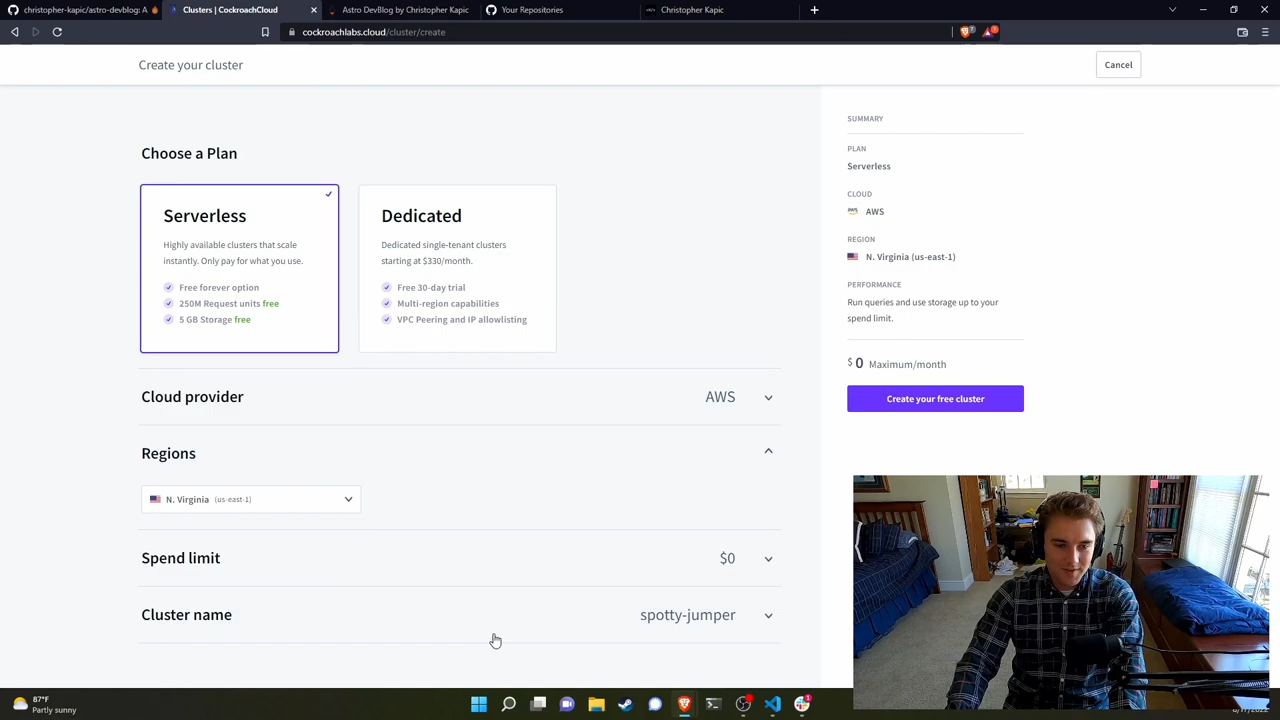 christopher-kapic/astro-devblog: A
Clusters | CockroachCloud
Astro DevBlog by Christopher Kapic
Your Repositories
Christopher Kapic
cockroachlabs.cloud/cluster/create
Create your cluster
Cancel
Choose a Plan
Serverless
Highly available clusters that scale
instantly. Only pay for what you use.
Free forever option
250M Request units free
5 GB Storage free
Dedicated
Dedicated single-tenant clusters
starting at $330/month.
Free 30-day trial
Multi-region capabilities
VPC Peering and IP allowlisting
Cloud provider
AWS
Regions
N. Virginia (us-east-1)
Spend limit
$0
Cluster name
spotty-jumper
SUMMARY
PLAN
Serverless
CLOUD
aws AWS
REGION
N. Virginia (us-east-1)
PERFORMANCE
Run queries and use storage up to your
spend limit.
$ 0 Maximum/month
Create your free cluster
87°F
Partly sunny